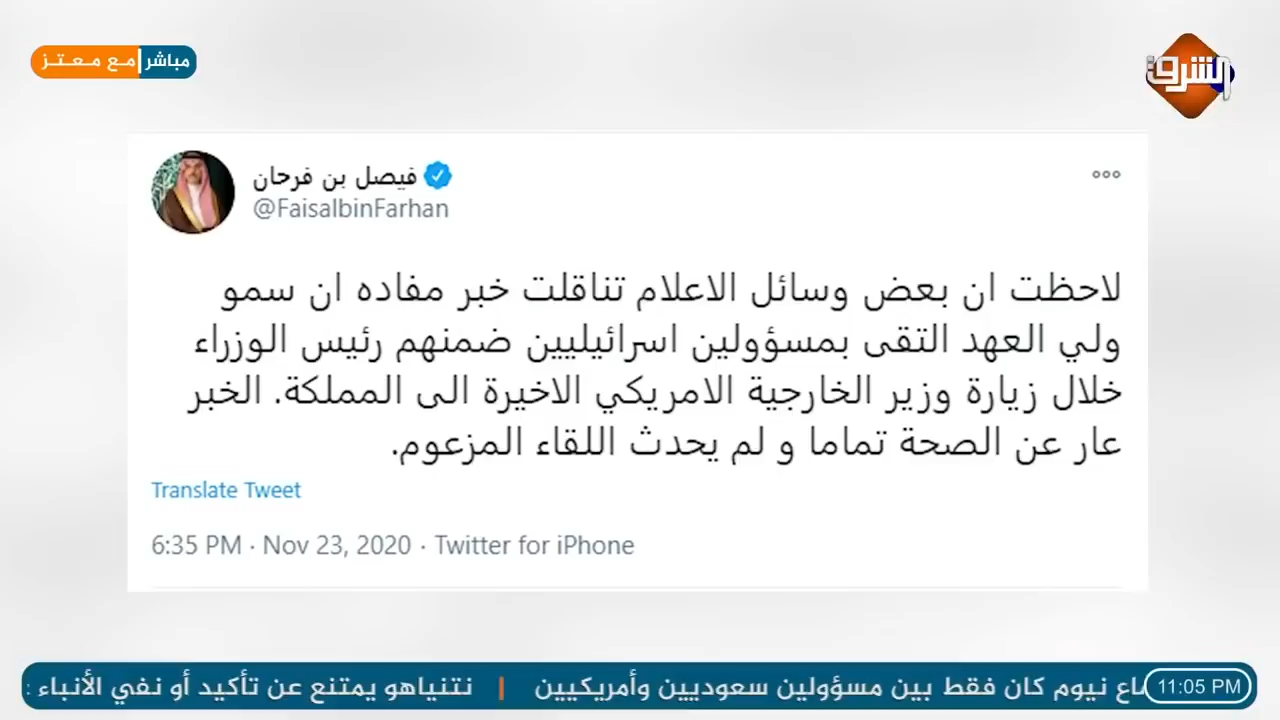 مباشر مع معتز
الشرق
فيصل بن فرحان
@FaisalbinFarhan
لاحظت ان بعض وسائل الاعلام تناقلت خبر مفاده ان سمو
ولي العهد التقى بمسؤولين اسرائيليين ضمنهم رئيس الوزراء
خلال زيارة وزير الخارجية الامريكي الاخيرة الى المملكة. الخبر
عار عن الصحة تماما و لم يحدث اللقاء المزعوم.
Translate Tweet
6:35 PM · Nov 23, 2020 · Twitter for iPhone
نيوم كان فقط بين مسؤولين سعوديين وأمريكيين | نتنياهو يمتنع عن تأكيد أو نفي الأنباء
11:05 PM